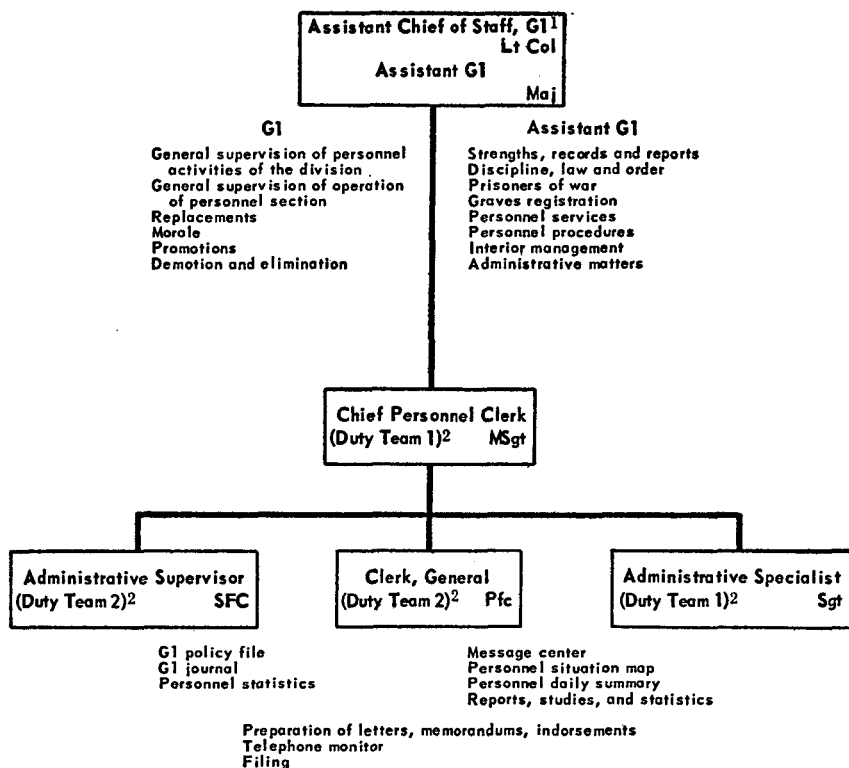 Assistant Chief of Staff, G1¹
Lt Col
Assistant G1
Maj
G1
General supervision of personnel
activities of the division
General supervision of operation
of personnel section
Replacements
Morale
Promotions
Demotion and elimination
Assistant G1
Strengths, records and reports
Discipline, law and order
Prisoners of war
Graves registration
Personnel services
Personnel procedures
Interior management
Administrative matters
Chief Personnel Clerk
(Duty Team 1)² MSgt
Administrative Supervisor
(Duty Team 2)² SFC
Clerk, General
(Duty Team 2)² Pfc
Administrative Specialist
(Duty Team 1)² Sgt
G1 policy file
G1 journal
Personnel statistics
Message center
Personnel situation map
Personnel daily summary
Reports, studies, and statistics
Preparation of letters, memorandums, indorsements
Telephone monitor
Filing